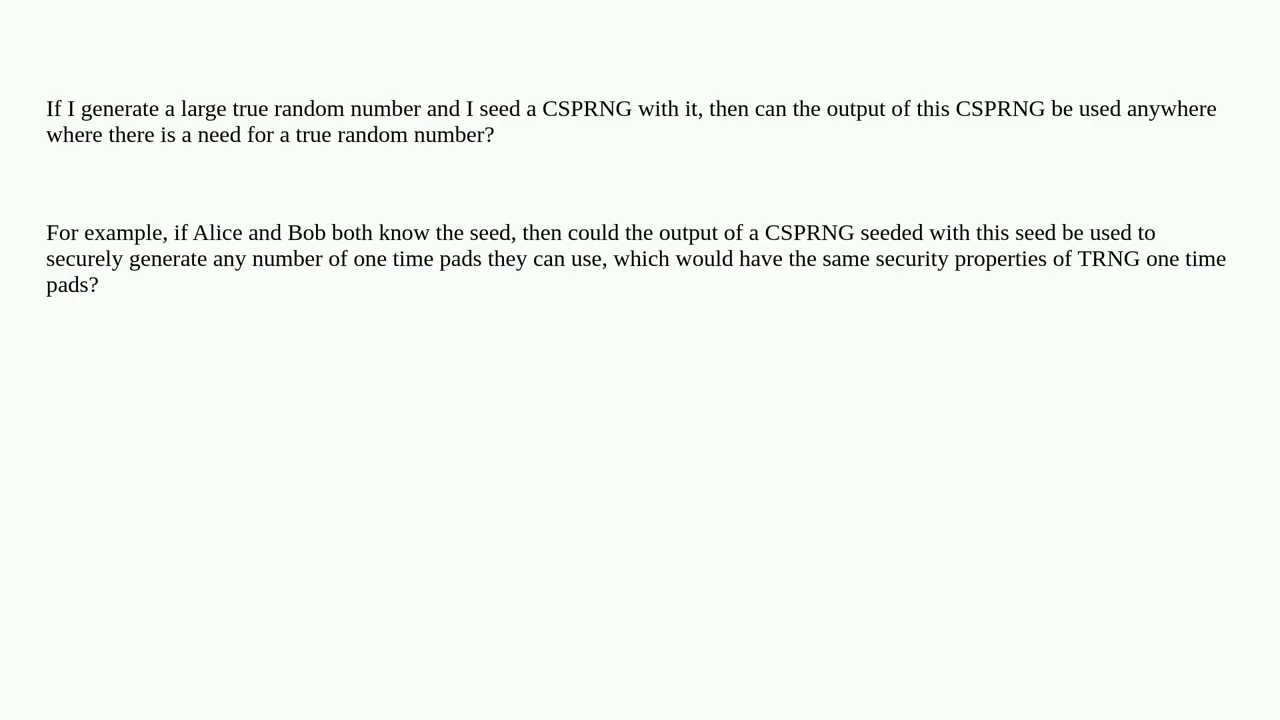 If I generate a large true random number and I seed a CSPRNG with it, then can the output of this CSPRNG be used anywhere
where there is a need for a true random number?
For example, if Alice and Bob both know the seed, then could the output of a CSPRNG seeded with this seed be used to
securely generate any number of one time pads they can use, which would have the same security properties of TRNG one time
pads?